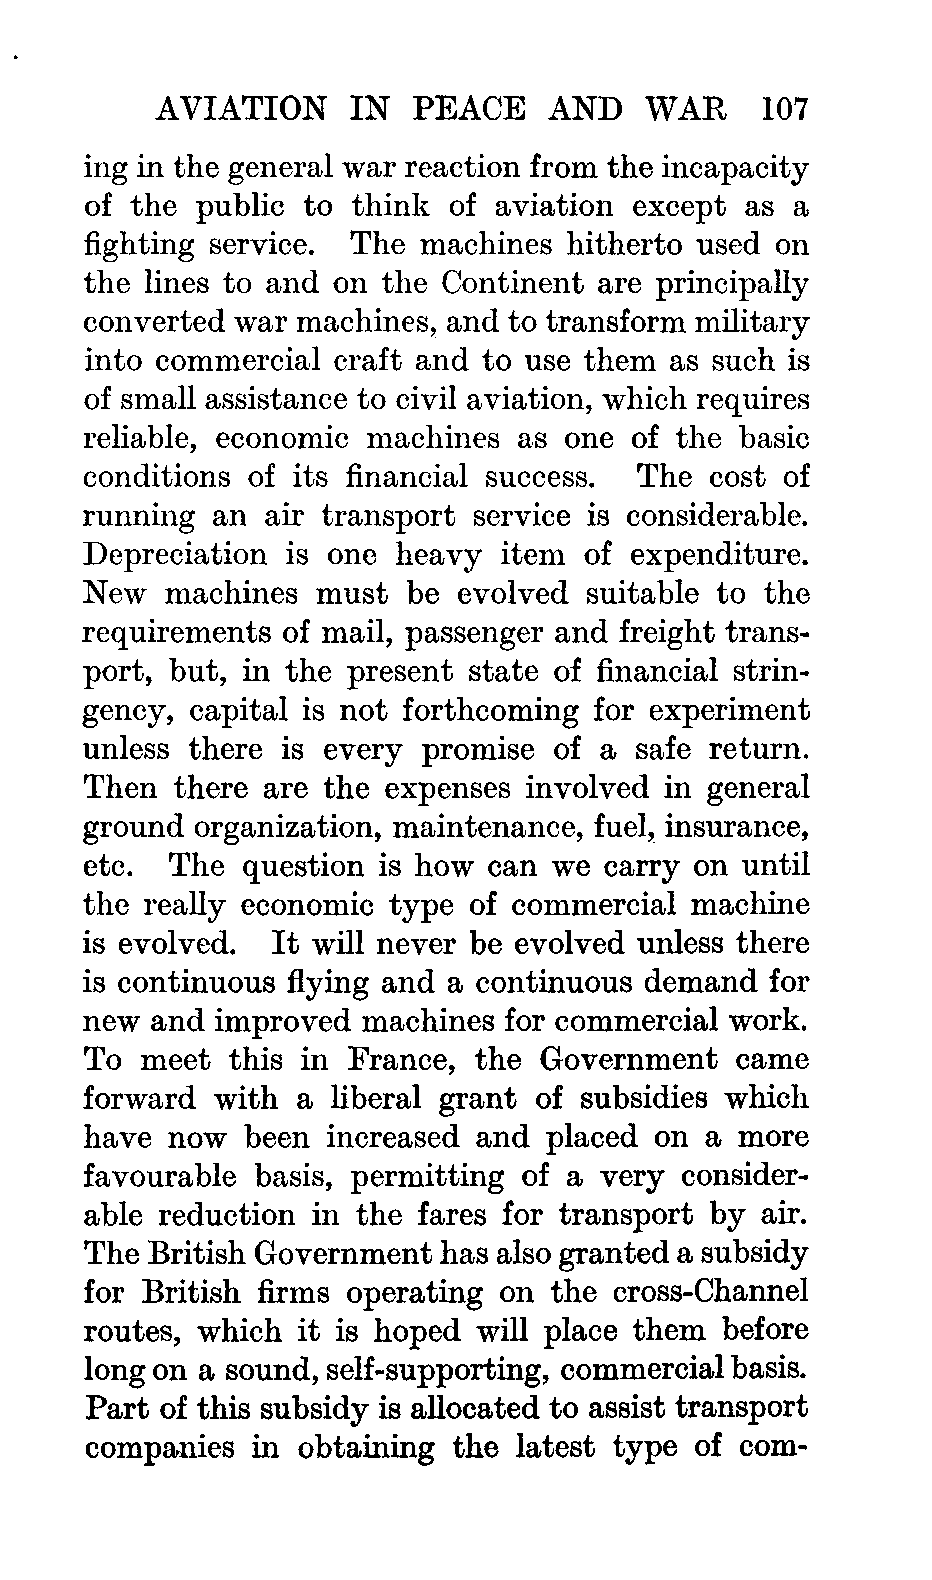 AVIATION IN PEACE AND WAR 107
ing in the general war reaction from the incapacity
of the public to think of aviation except as a
fighting service. The machines hitherto used on
the lines to and on the Continent are principally
converted war machines, and to transform military
into commercial craft and to use them as such is
of small assistance to civil aviation, which requires
reliable, economic machines as one of the basic
conditions of its financial success. The cost of
running an air transport service is considerable.
Depreciation is one heavy item of expenditure.
New machines must be evolved suitable to the
requirements of mail, passenger and freight trans-
port, but, in the present state of financial strin-
gency, capital is not forthcoming for experiment
unless there is every promise of a safe return.
Then there are the expenses involved in general
ground organization, maintenance, fuel, insurance,
etc. The question is how can we carry on until
the really economic type of commercial machine
is evolved. It will never be evolved unless there
is continuous flying and a continuous demand for
new and improved machines for commercial work.
To meet this in France, the Government came
forward with a liberal grant of subsidies which
have now been increased and placed on a more
favourable basis, permitting of a very consider-
able reduction in the fares for transport by air.
The British Government has also granted a subsidy
for British firms operating on the cross-Channel
routes, which it is hoped will place them before
long on a sound, self-supporting, commercial basis.
Part of this subsidy is allocated to assist transport
companies in obtaining the latest type of com-